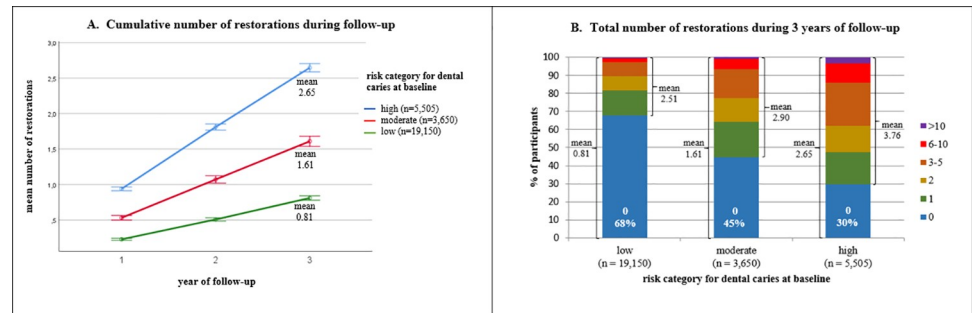 A. Cumulative number of restorations during follow-up
mean number of restorations
3,0
2,5
2,0
1,5
1,0
,5
1
2
3
year of follow-up
mean
2.65
mean
1.61
mean
0.81
risk category for dental
caries at baseline
high (n=5,505)
moderate (n=3,650)
low (n=19,150)
B. Total number of restorations during 3 years of follow-up
% of participants
100
90
80
70
60
50
40
30
20
10
0
mean
0.81
0
68%
mean
2.51
mean
1.61
0
45%
mean
2.90
mean
2.65
0
30%
mean
3.76
low
(n = 19,150)
moderate
(n = 3,650)
high
(n = 5,505)
risk category for dental caries at baseline
>10
6-10
3-5
2
1
0